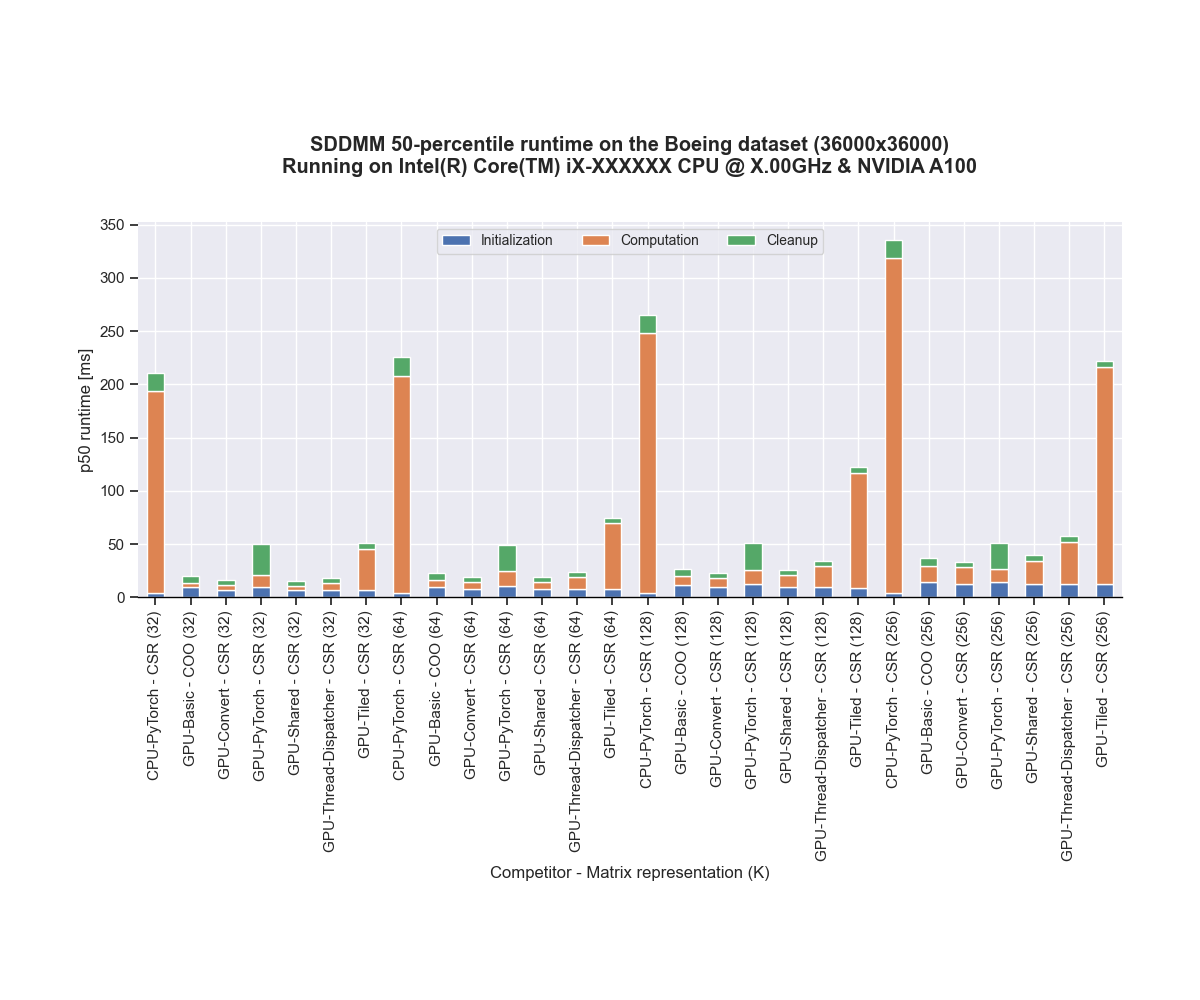 SDDMM 50-percentile runtime on the Boeing dataset (36000x36000)
Running on Intel(R) Core(TM) iX-XXXXXX CPU @ X.00GHz & NVIDIA A100
Initialization
Computation
Cleanup
p50 runtime [ms]
350
300
250
200
150
100
50
0
CPU-PyTorch - CSR (32)
GPU-Basic - COO (32)
GPU-Convert - CSR (32)
GPU-PyTorch - CSR (32)
GPU-Shared - CSR (32)
GPU-Thread-Dispatcher - CSR (32)
GPU-Tiled - CSR (32)
CPU-PyTorch - CSR (64)
GPU-Basic - COO (64)
GPU-Convert - CSR (64)
GPU-PyTorch - CSR (64)
GPU-Shared - CSR (64)
GPU-Thread-Dispatcher - CSR (64)
GPU-Tiled - CSR (64)
CPU-PyTorch - CSR (128)
GPU-Basic - COO (128)
GPU-Convert - CSR (128)
GPU-PyTorch - CSR (128)
GPU-Shared - CSR (128)
GPU-Thread-Dispatcher - CSR (128)
GPU-Tiled - CSR (128)
CPU-PyTorch - CSR (256)
GPU-Basic - COO (256)
GPU-Convert - CSR (256)
GPU-PyTorch - CSR (256)
GPU-Shared - CSR (256)
GPU-Thread-Dispatcher - CSR (256)
GPU-Tiled - CSR (256)
Competitor - Matrix representation (K)